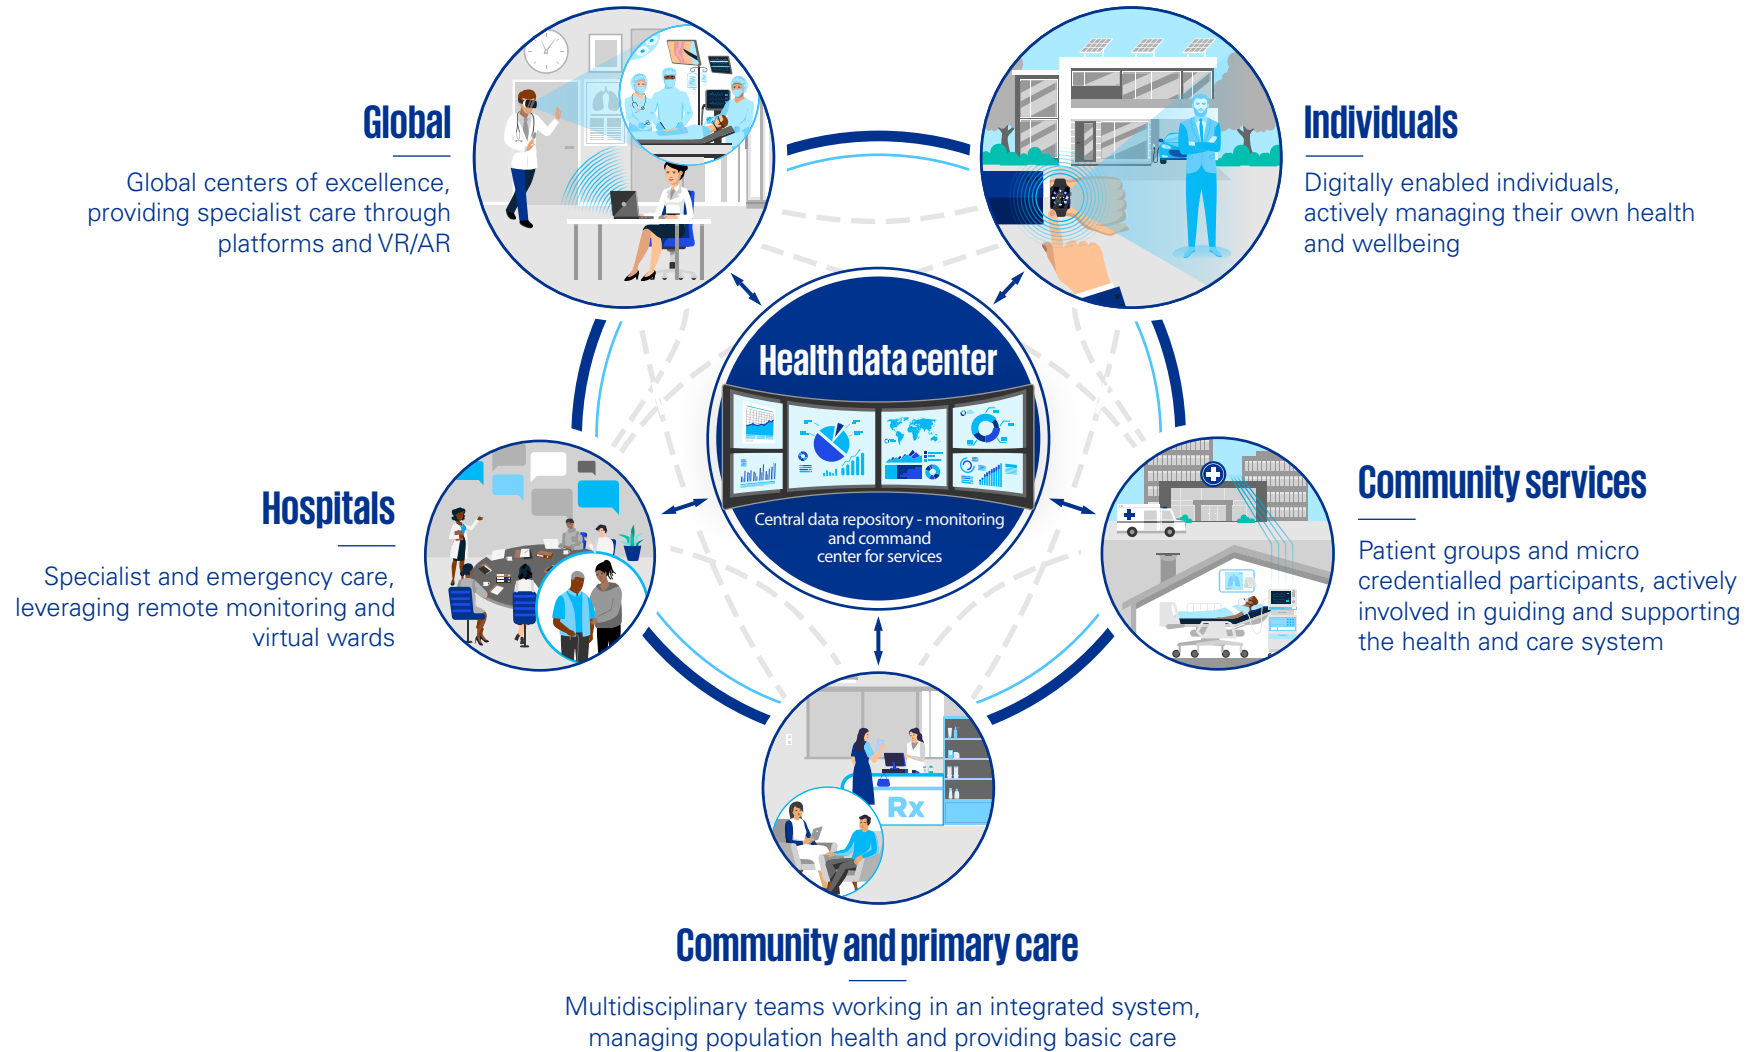 Global
Global centers of excellence,
providing specialist care through
platforms and VR/AR
Individuals
Digitally enabled individuals,
actively managing their own health
and wellbeing
Health data center
Central data repository - monitoring
and command
center for services
Hospitals
Specialist and emergency care,
leveraging remote monitoring and
virtual wards
Community services
Patient groups and micro
credentialled participants, actively
involved in guiding and supporting
the health and care system
Rx
Community and primary care
Multidisciplinary teams working in an integrated system,
managing population health and providing basic care